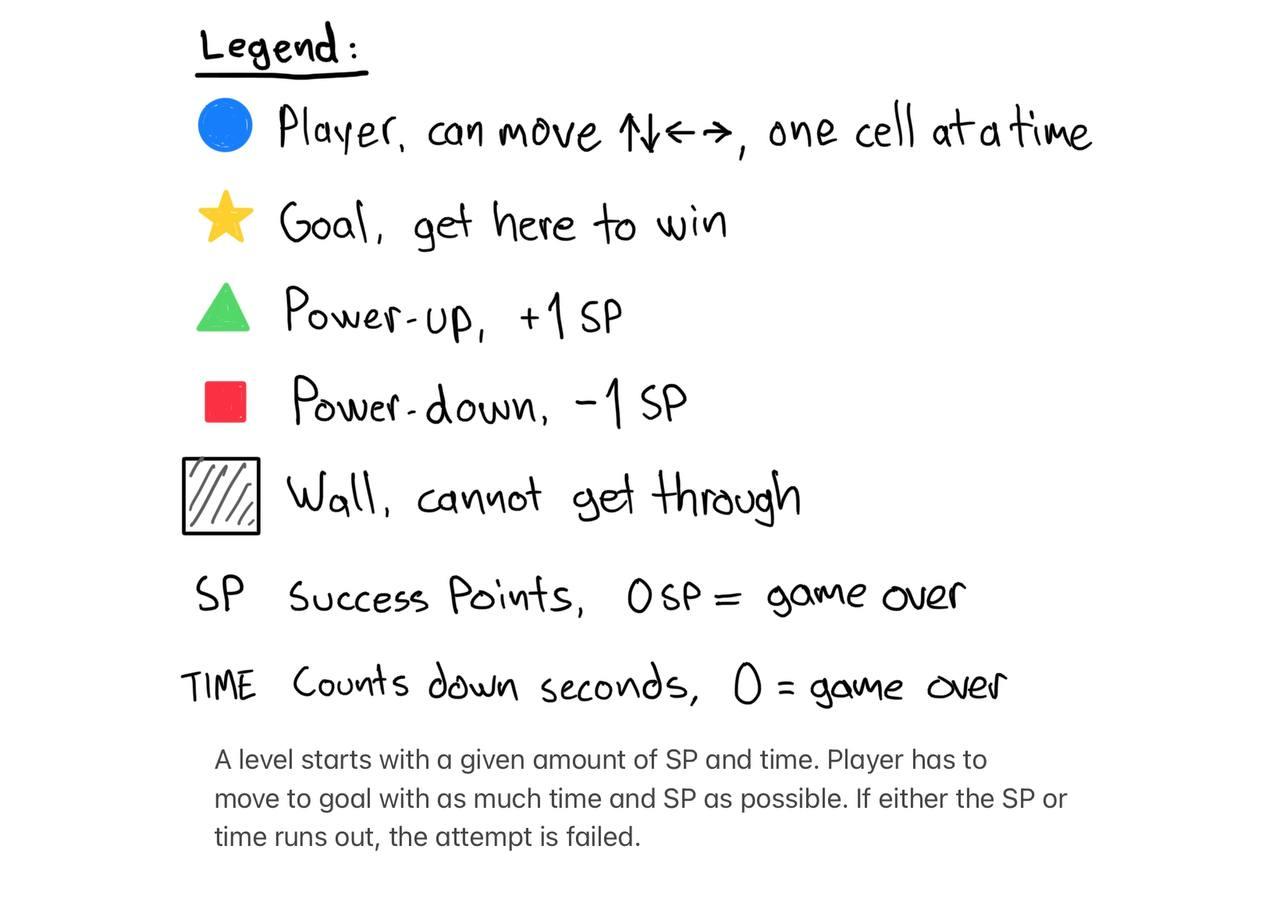 Legend:
Player, can move ↑↓←→, one cell at a time
Goal, get here to win
Power-up, +1 SP
Power-down, -1 SP
Wall, cannot get through
SP Success Points, 0 SP = game over
TIME Counts down seconds, 0 = game over
A level starts with a given amount of SP and time. Player has to
move to goal with as much time and SP as possible. If either the SP or
time runs out, the attempt is failed.